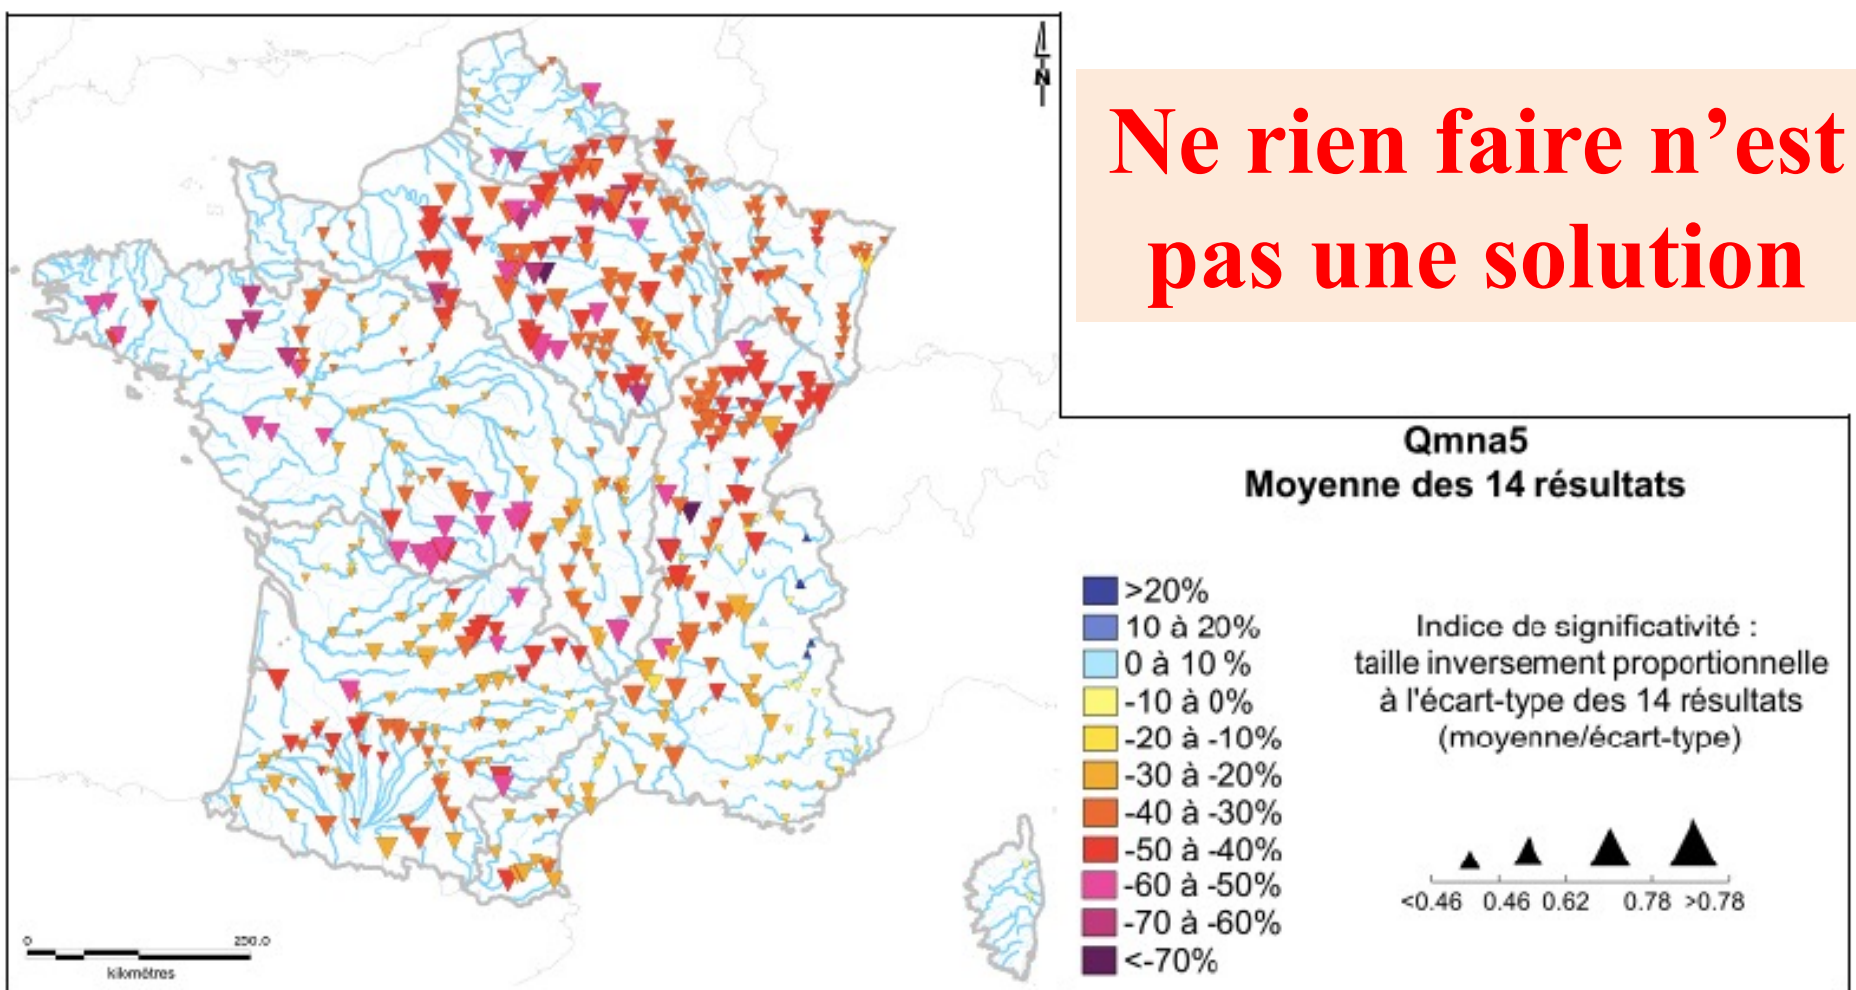 Ne rien faire n’est
pas une solution
N
Qmna5
Moyenne des 14 résultats
>20%
10 à 20%
0 à 10 %
-10 à 0%
-20 à -10%
-30 à -20%
-40 à -30%
-50 à -40%
-60 à -50%
-70 à -60%
<-70%
Indice de significativité :
taille inversement proportionnelle
à l'écart-type des 14 résultats
(moyenne/écart-type)
<0.46 0.46 0.62 0.78 >0.78
0 250.0
kilomètres